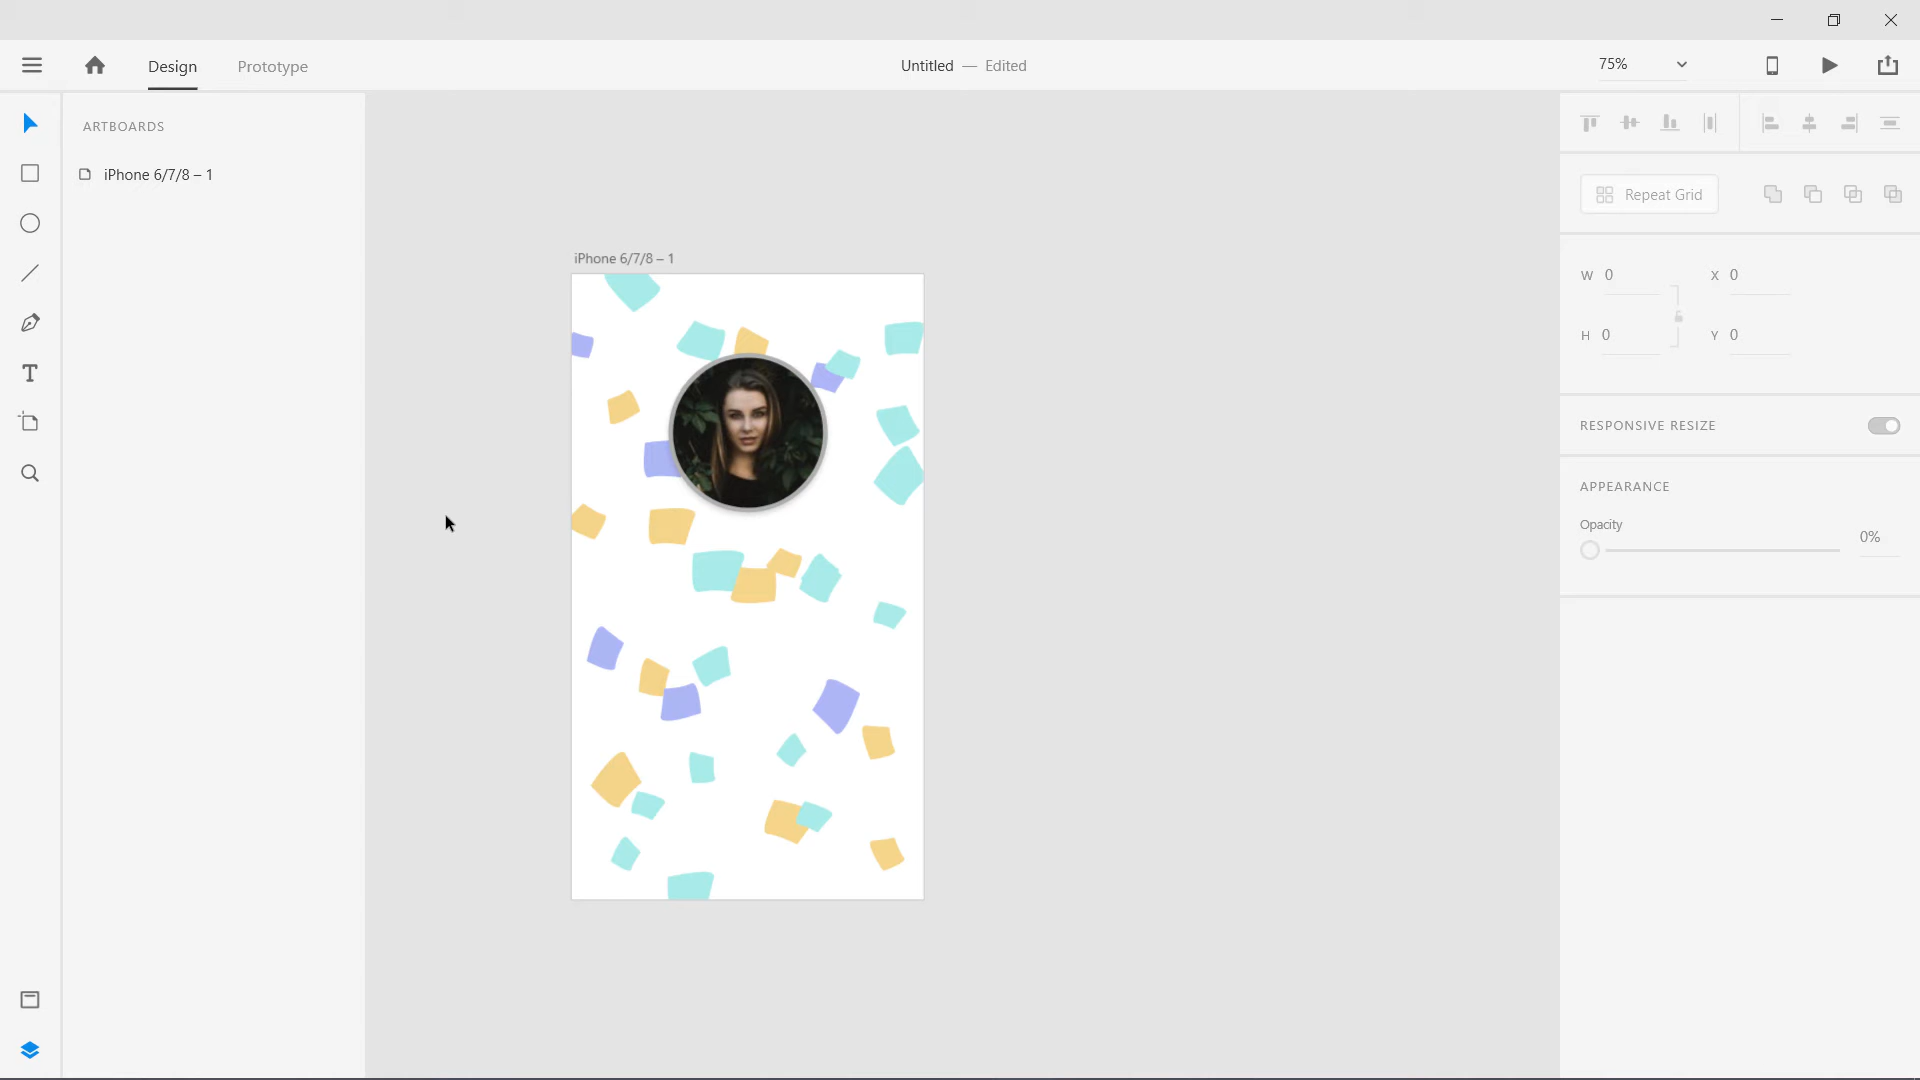 Design
Prototype
Untitled — Edited
75%
ARTBOARDS
iPhone 6/7/8 – 1
iPhone 6/7/8 – 1
Repeat Grid
W 0
X 0
H 0
Y 0
RESPONSIVE RESIZE
APPEARANCE
Opacity
0%